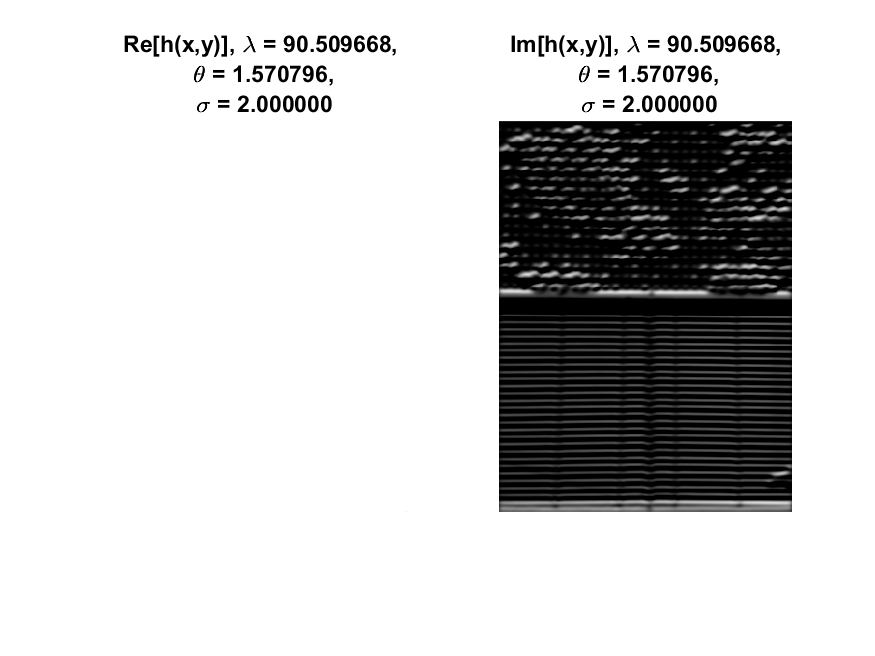 Re[h(x,y)], λ = 90.509668,
θ = 1.570796,
σ = 2.000000
Im[h(x,y)], λ = 90.509668,
θ = 1.570796,
σ = 2.000000